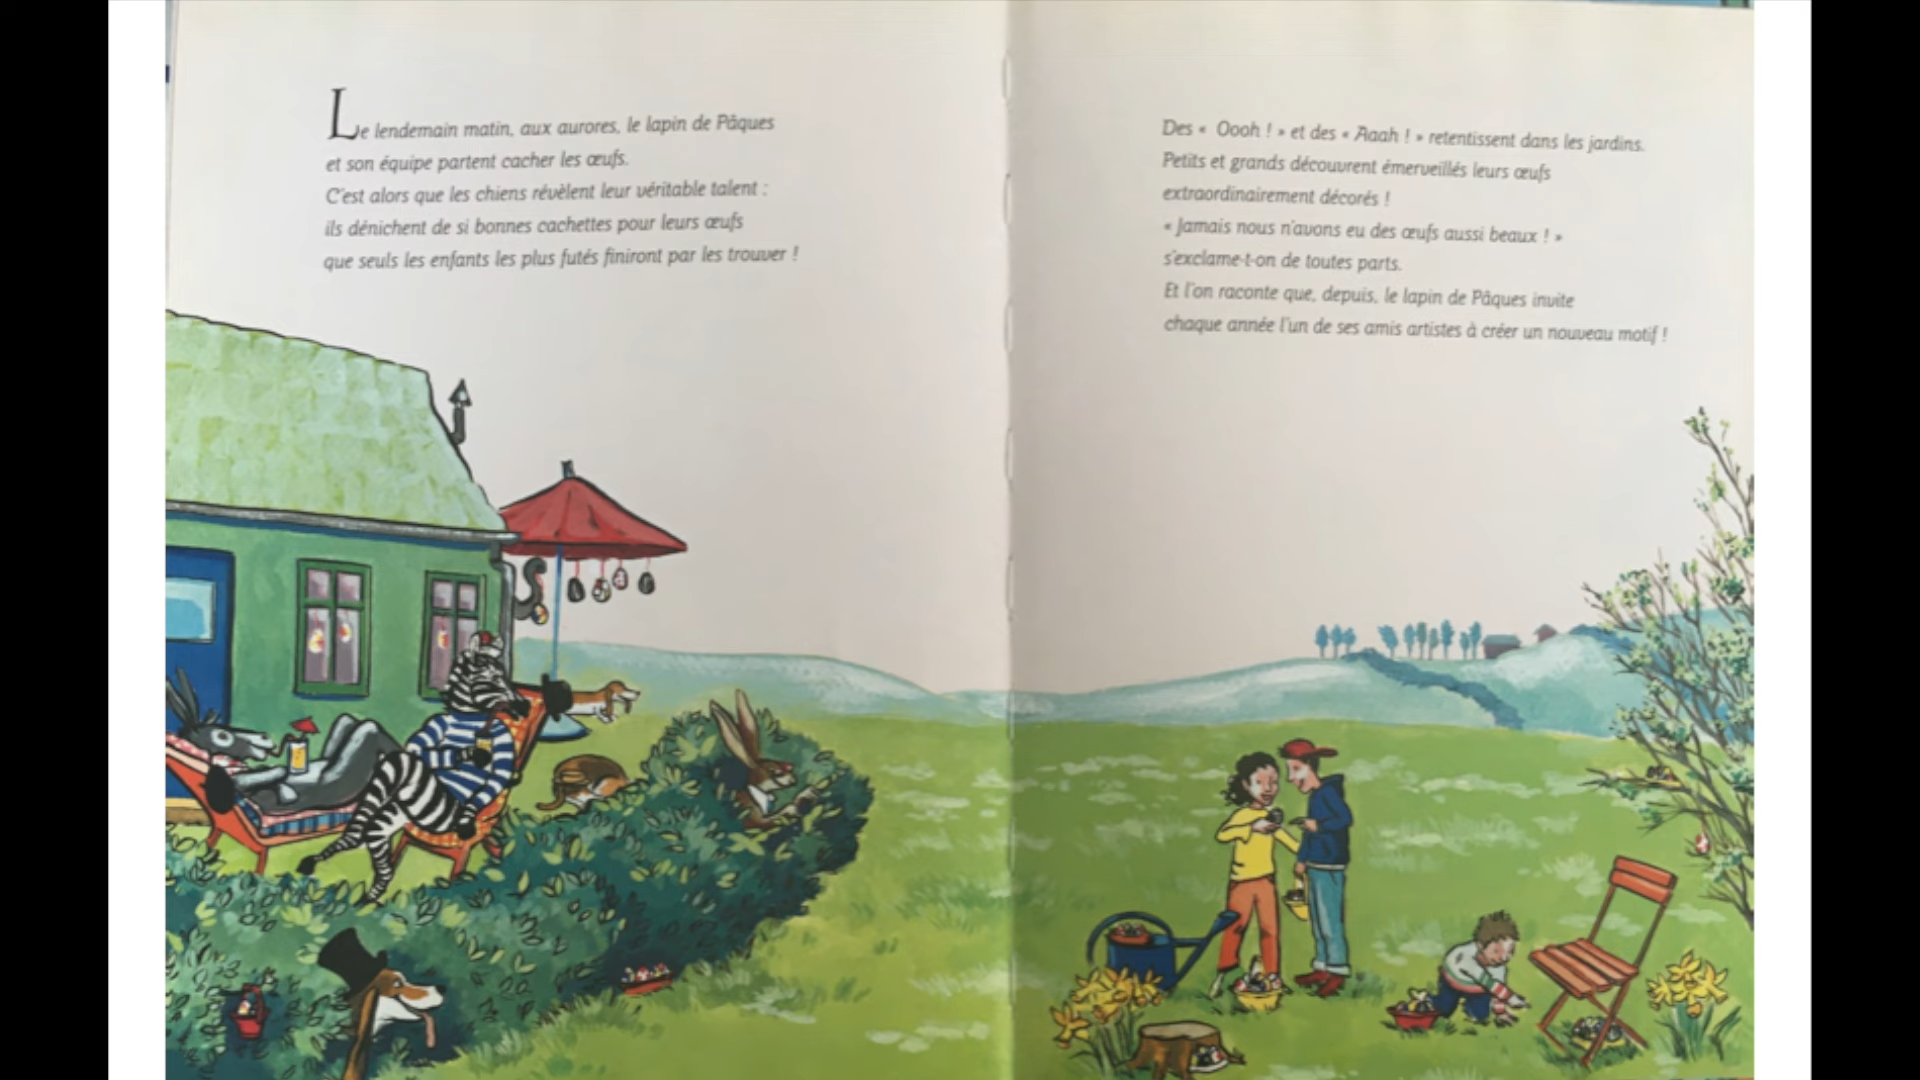 Le lendemain matin, aux aurores, le lapin de Pâques
et son équipe partent cacher les œufs.
C'est alors que les chiens révèlent leur véritable talent :
ils dénichent de si bonnes cachettes pour leurs œufs
que seuls les enfants les plus futés finiront par les trouver !
Des « Oooh ! » et des « Aaah ! » retentissent dans les jardins.
Petits et grands découvrent émerveillés leurs œufs
extraordinairement décorés !
« Jamais nous n'avons eu des œufs aussi beaux ! »
s'exclame-t-on de toutes parts.
Et l'on raconte que, depuis, le lapin de Pâques invite
chaque année l'un de ses amis artistes à créer un nouveau motif !